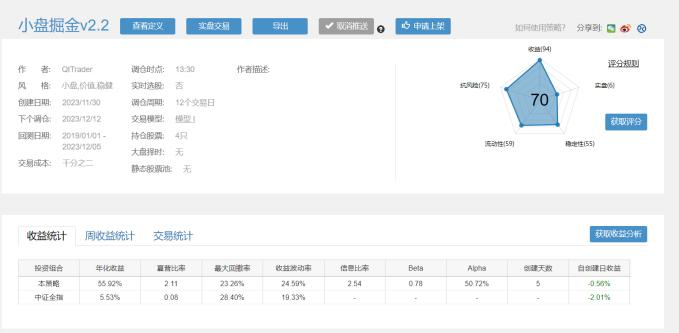 小盘掘金v2.2 查看定义 实盘交易 导出 取消推送 申请上架 如何使用策略? 分享到:
作 者: QITrader 调仓时点: 13:30 作者描述:
风 格: 小盘,价值,稳健 实时选股: 否
创建日期: 2023/11/30 调仓周期: 12个交易日
下个调仓: 2023/12/12 交易模型: 模型 I
回测日期: 2019/01/01 - 持仓股票: 4只
2023/12/05
大盘择时: 无
交易成本: 千分之二
静态股票池: 无
收益(94)
评分规则
抗风险(75) 实盘(6)
70
获取评分
流动性(59) 稳定性(55)
收益统计 周收益统计 交易统计 获取收益分析
投资组合 年化收益 夏普比率 最大回撤率 收益波动率 信息比率 Beta Alpha 创建天数 自创建日收益
本策略 55.92% 2.11 23.26% 24.59% 2.54 0.78 50.72% 5 -0.56%
中证全指 5.53% 0.08 28.40% 19.33% - - - - -2.01%